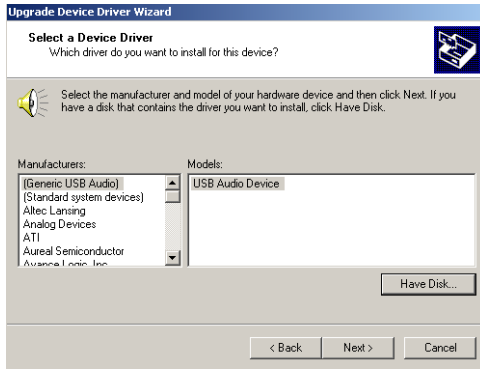 Upgrade Device Driver Wizard
Select a Device Driver
Which driver do you want to install for this device?
Select the manufacturer and model of your hardware device and then click Next. If you
have a disk that contains the driver you want to install, click Have Disk.
Manufacturers:
(Generic USB Audio)
(Standard system devices)
Altec Lansing
Analog Devices
ATI
Aureal Semiconductor
Avance Logic, Inc.
Models:
USB Audio Device
Have Disk...
< Back
Next >
Cancel